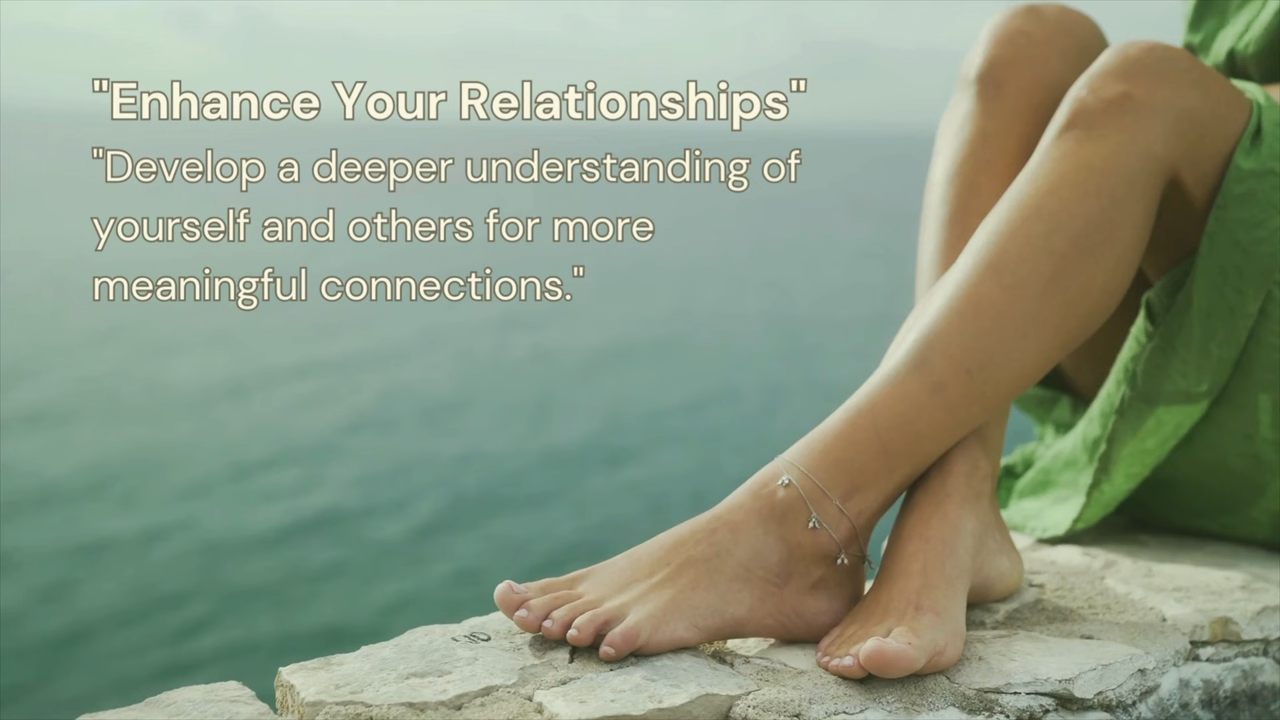 "Enhance Your Relationships"
"Develop a deeper understanding of
yourself and others for more
meaningful connections."